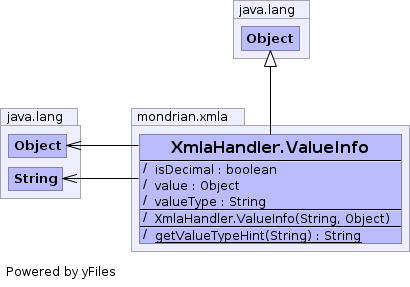 java.lang
Object
java.lang
mondrian.xmla
Object
String
XmlaHandler.ValueInfo
/ isDecimal : boolean
/ value : Object
/ valueType : String
/ XmlaHandler.ValueInfo(String, Object)
/ getValueTypeHint(String) : String
Powered by yFiles